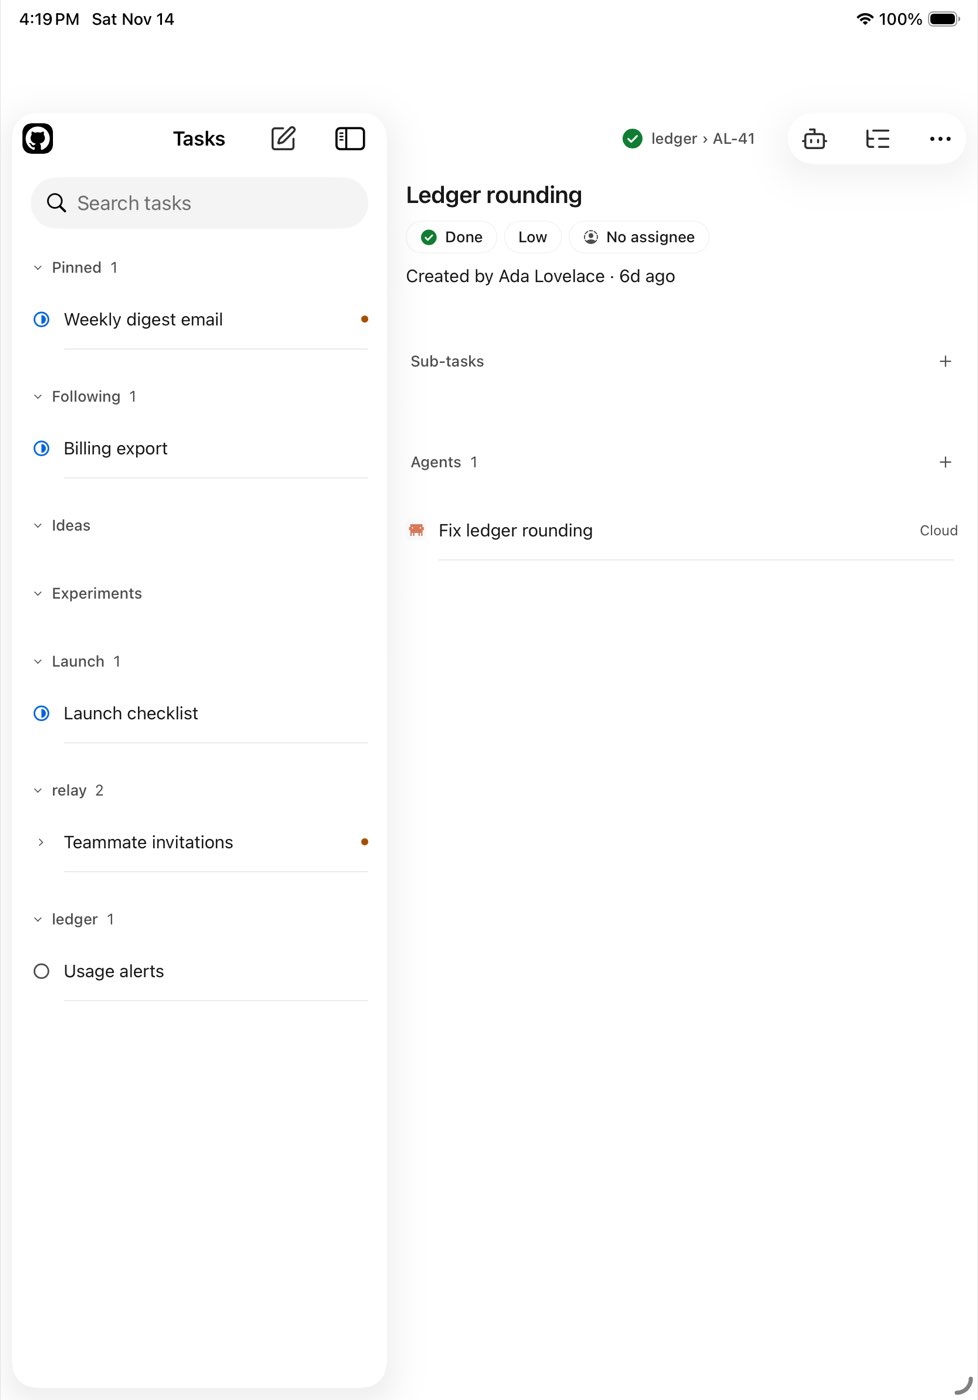 4:19 PM Sat Nov 14
100%
Tasks
Search tasks
Pinned 1
Weekly digest email
Following 1
Billing export
Ideas
Experiments
Launch 1
Launch checklist
relay 2
Teammate invitations
ledger 1
Usage alerts
ledger › AL-41
Ledger rounding
Done
Low
No assignee
Created by Ada Lovelace · 6d ago
Sub-tasks
Agents 1
Fix ledger rounding
Cloud